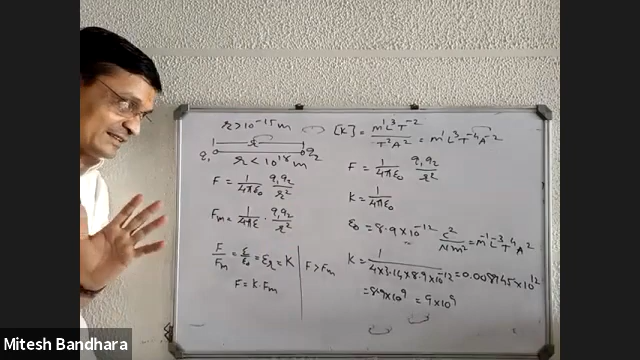 r > 10⁻¹⁵ m
r
q₁ q₂
r < 10¹⁸ m
F = 1/4πε₀ q₁q₂/r²
Fm = 1/4πε · q₁q₂/r²
F/Fm = ε/ε₀ = εr = K
F > Fm
F = K · Fm
[K] = M¹L³T⁻²/T²A² = M¹L³T⁻⁴A⁻²
F = 1/4πε₀ q₁q₂/r²
K = 1/4πε₀
ε₀ = 8.9 × 10⁻¹² C²/Nm² = M⁻¹L⁻³T⁴A²
K = 1/4×3.14×8.9×10⁻¹² = 0.008945 × 10¹²
= 8.9 × 10⁹ = 9 × 10⁹
Mitesh Bandhara